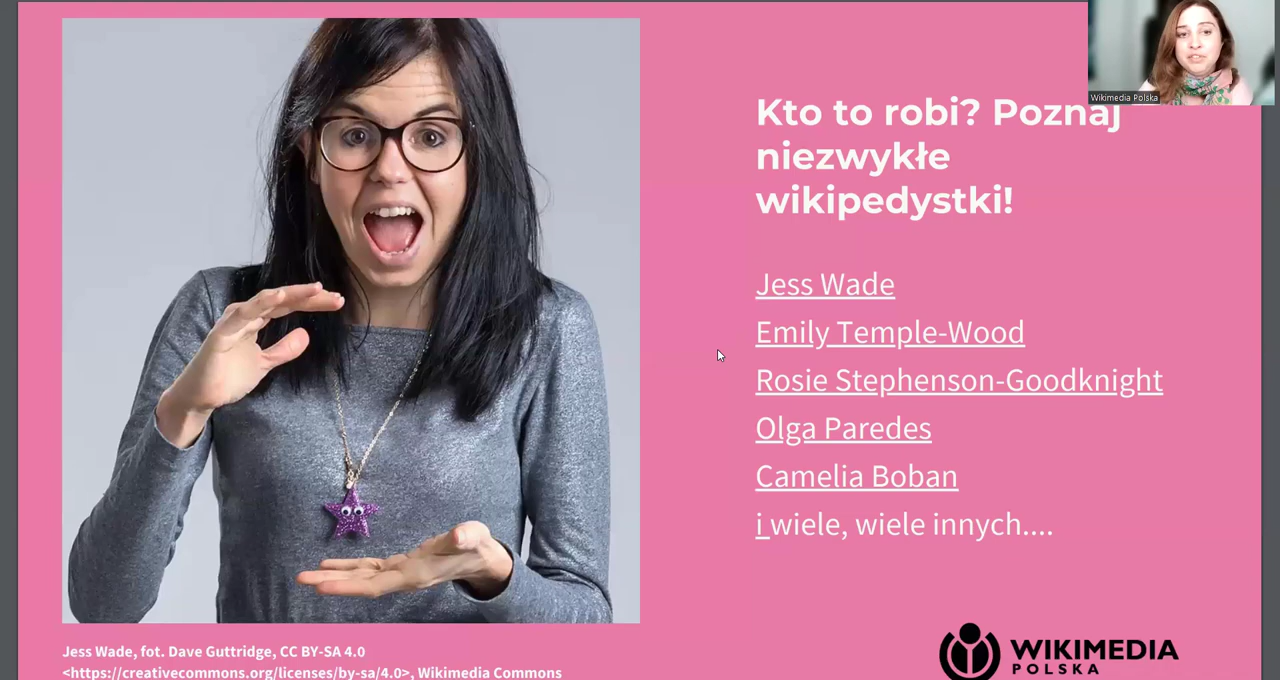 Wikimedia Polska
Kto to robi? Poznaj
niezwykłe
wikipedystki!
Jess Wade
Emily Temple-Wood
Rosie Stephenson-Goodknight
Olga Paredes
Camelia Boban
i wiele, wiele innych....
Jess Wade, fot. Dave Guttridge, CC BY-SA 4.0
<https://creativecommons.org/licenses/by-sa/4.0>, Wikimedia Commons
WIKIMEDIA
POLSKA